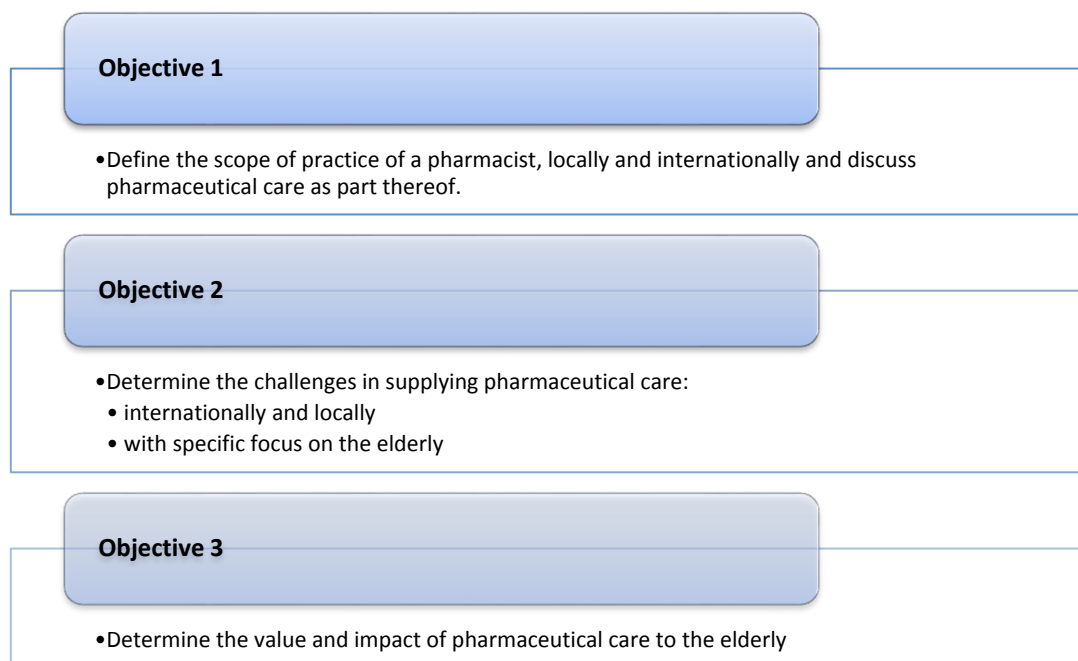 Objective 1
•Define the scope of practice of a pharmacist, locally and internationally and discuss
pharmaceutical care as part thereof.
Objective 2
•Determine the challenges in supplying pharmaceutical care:
• internationally and locally
• with specific focus on the elderly
Objective 3
•Determine the value and impact of pharmaceutical care to the elderly